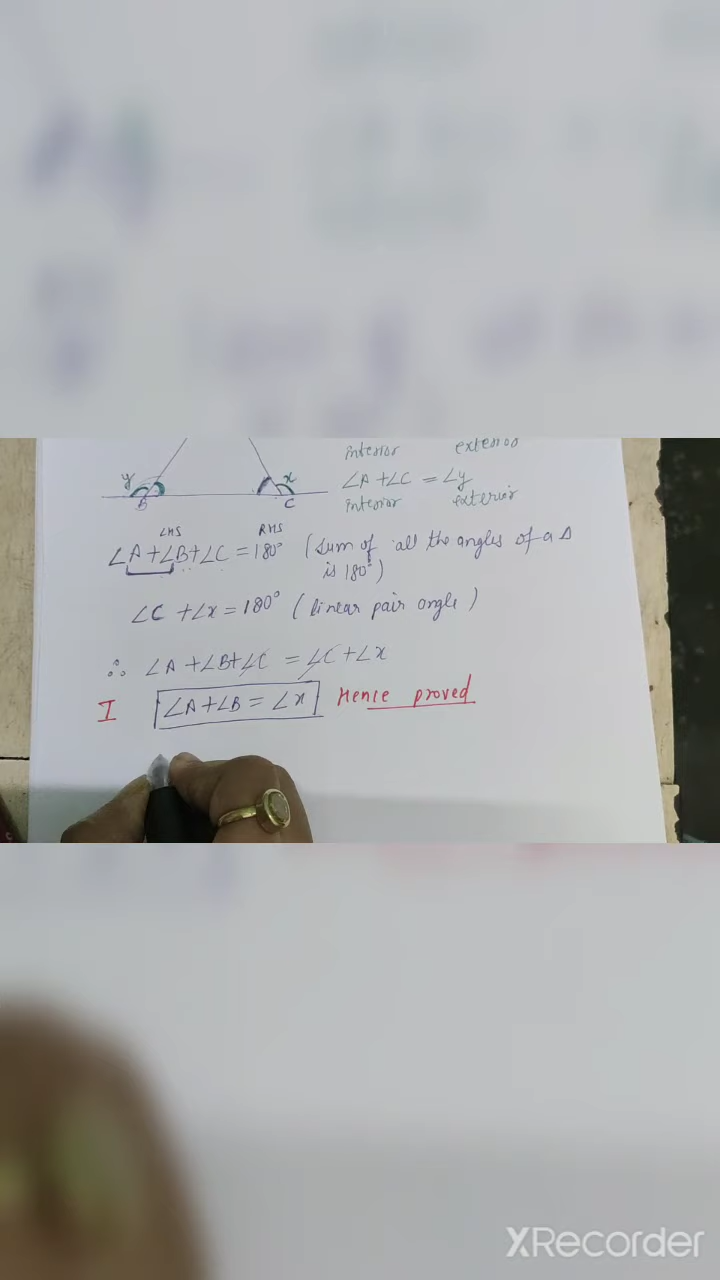 interior exterior
∠A + ∠C = ∠y
interior exterior
y x
B C
LHS RHS
∠A + ∠B + ∠C = 180° (Sum of all the angles of a Δ
is 180°)
∠C + ∠x = 180° (linear pair angle)
∴ ∠A + ∠B + ∠C = ∠C + ∠x
I ∠A + ∠B = ∠x Hence proved
XRecorder